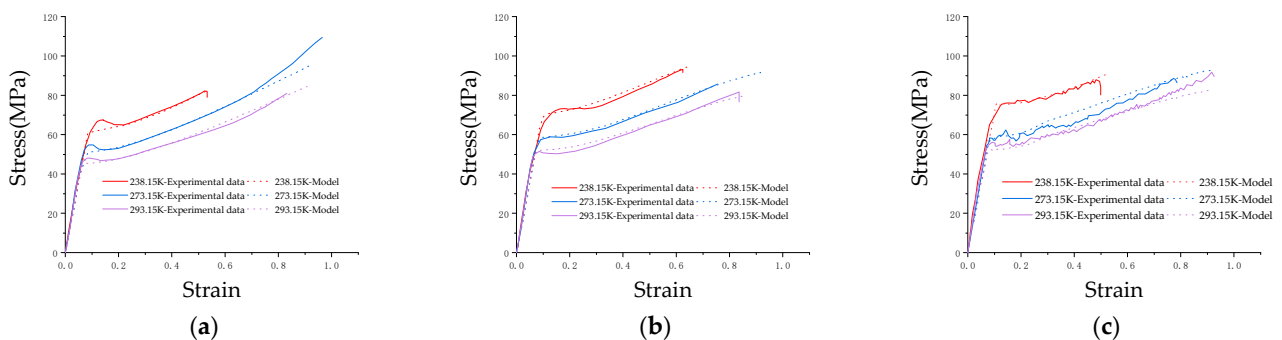 120
100
80
60
40
20
0
Stress(MPa)
238.15K-Experimental data 238.15K-Model
273.15K-Experimental data 273.15K-Model
293.15K-Experimental data 293.15K-Model
0.0 0.2 0.4 0.6 0.8 1.0
Strain
(a)
120
100
80
60
40
20
0
Stress(MPa)
238.15K-Experimental data 238.15K-Model
273.15K-Experimental data 273.15K-Model
293.15K-Experimental data 293.15K-Model
0.0 0.2 0.4 0.6 0.8 1.0
Strain
(b)
120
100
80
60
40
20
0
Stress(MPa)
238.15K-Experimental data 238.15K-Model
273.15K-Experimental data 273.15K-Model
293.15K-Experimental data 293.15K-Model
0.0 0.2 0.4 0.6 0.8 1.0
Strain
(c)